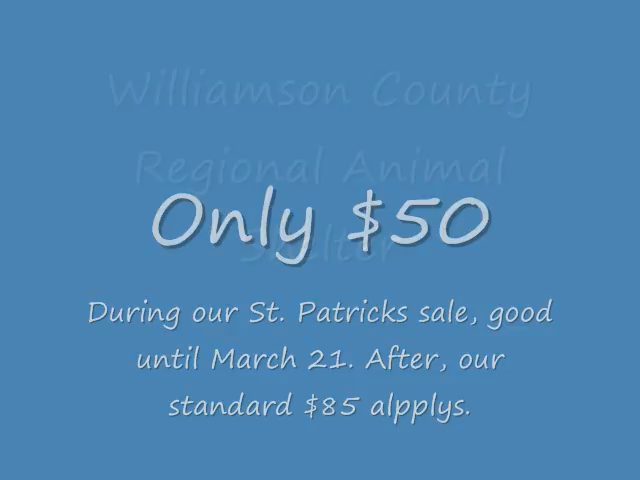 Williamson County
Regional Animal
Shelter
Only $50
During our St. Patricks sale, good
until March 21. After, our
standard $85 alpplys.